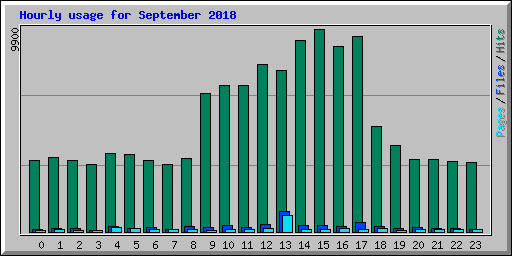 Hourly usage for September 2018
9900
Pages/Files/Hits
0 1 2 3 4 5 6 7 8 9 10 11 12 13 14 15 16 17 18 19 20 21 22 23